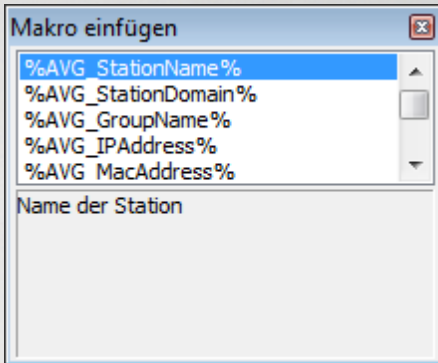 Makro einfügen
%AVG_StationName%
%AVG_StationDomain%
%AVG_GroupName%
%AVG_IPAddress%
%AVG_MacAddress%
Name der Station